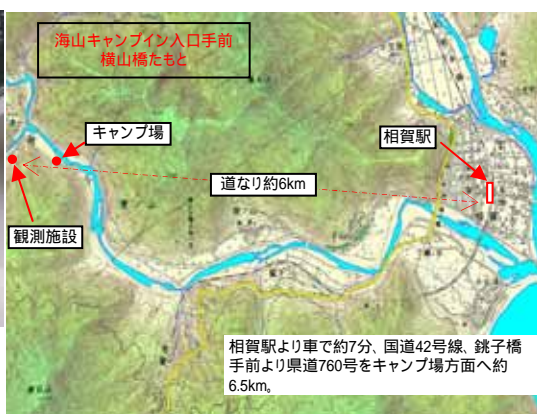 海山キャンプイン入口手前
横山橋たもと
キャンプ場
相賀駅
道なり約6km
観測施設
相賀駅より車で約7分、国道42号線、銚子橋
手前より県道760号をキャンプ場方面へ約
6.5km。